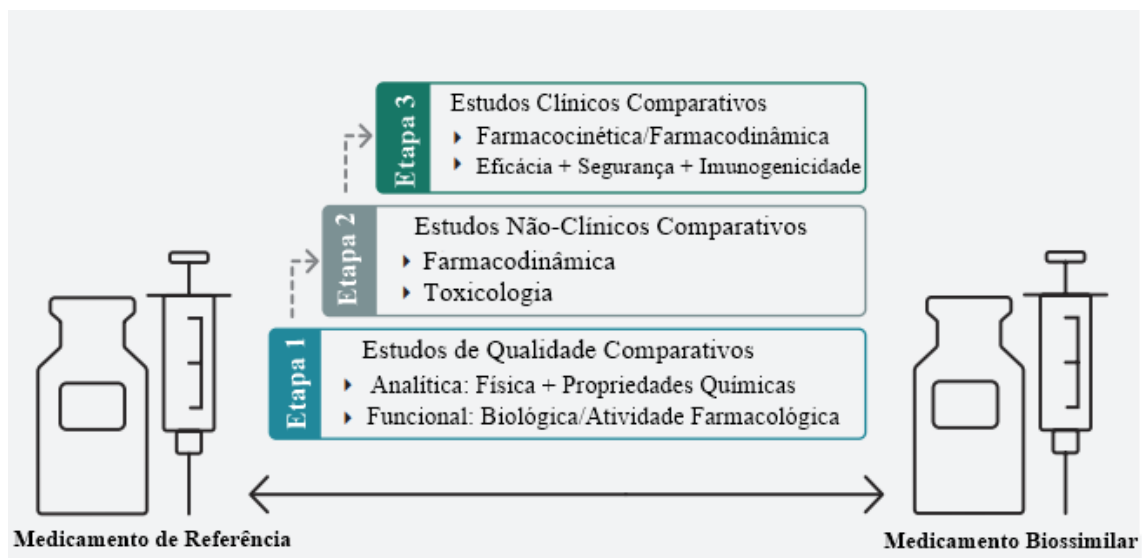 Etapa 3
Estudos Clínicos Comparativos
Farmacocinética/Farmacodinâmica
Eficácia + Segurança + Imunogenicidade
Etapa 2
Estudos Não-Clínicos Comparativos
Farmacodinâmica
Toxicologia
Etapa 1
Estudos de Qualidade Comparativos
Analítica: Física + Propriedades Químicas
Funcional: Biológica/Atividade Farmacológica
Medicamento de Referência
Medicamento Biossimilar